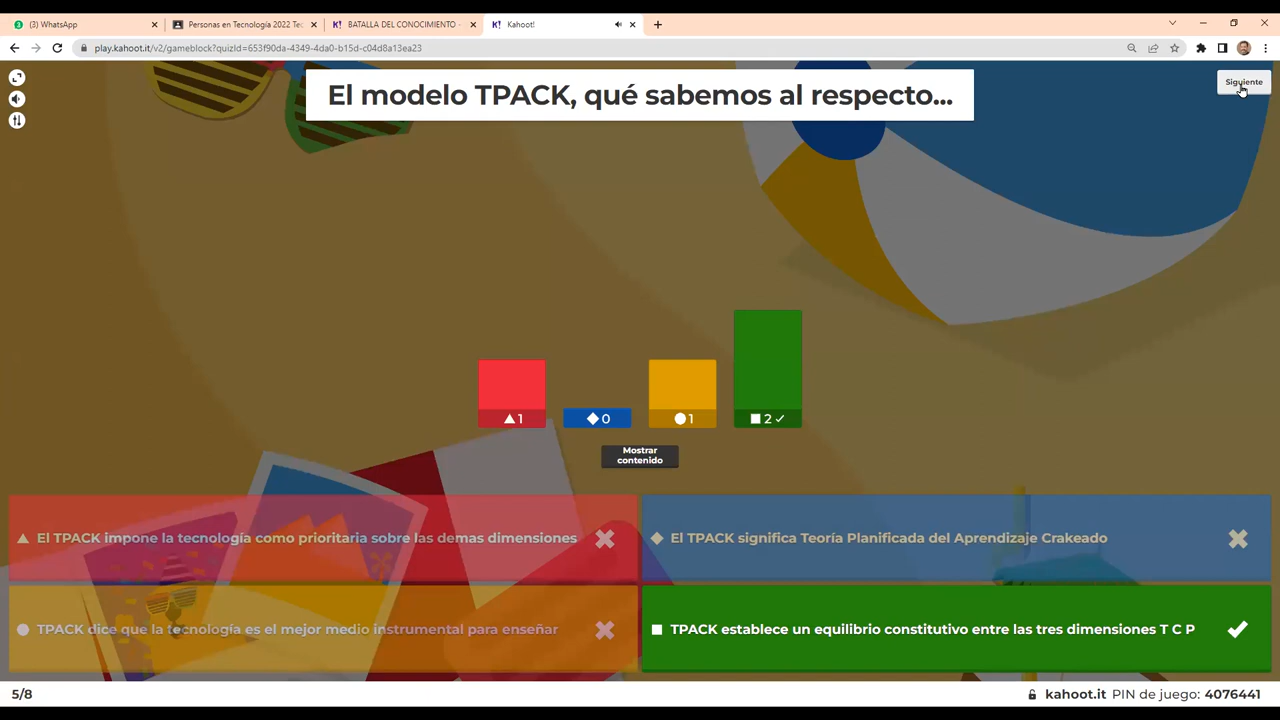 (3) WhatsApp
Personas en Tecnología 2022 Tec
BATALLA DEL CONOCIMIENTO -
Kahoot!
play.kahoot.it/v2/gameblock?quizId=653f90da-4349-4da0-b15d-c04d8a13ea23
El modelo TPACK, qué sabemos al respecto...
Siguiente
1
0
1
2
Mostrar
contenido
El TPACK impone la tecnología como prioritaria sobre las demas dimensiones
El TPACK significa Teoría Planificada del Aprendizaje Crakeado
TPACK dice que la tecnología es el mejor medio instrumental para enseñar
TPACK establece un equilibrio constitutivo entre las tres dimensiones T C P
5/8
kahoot.it PIN de juego: 4076441